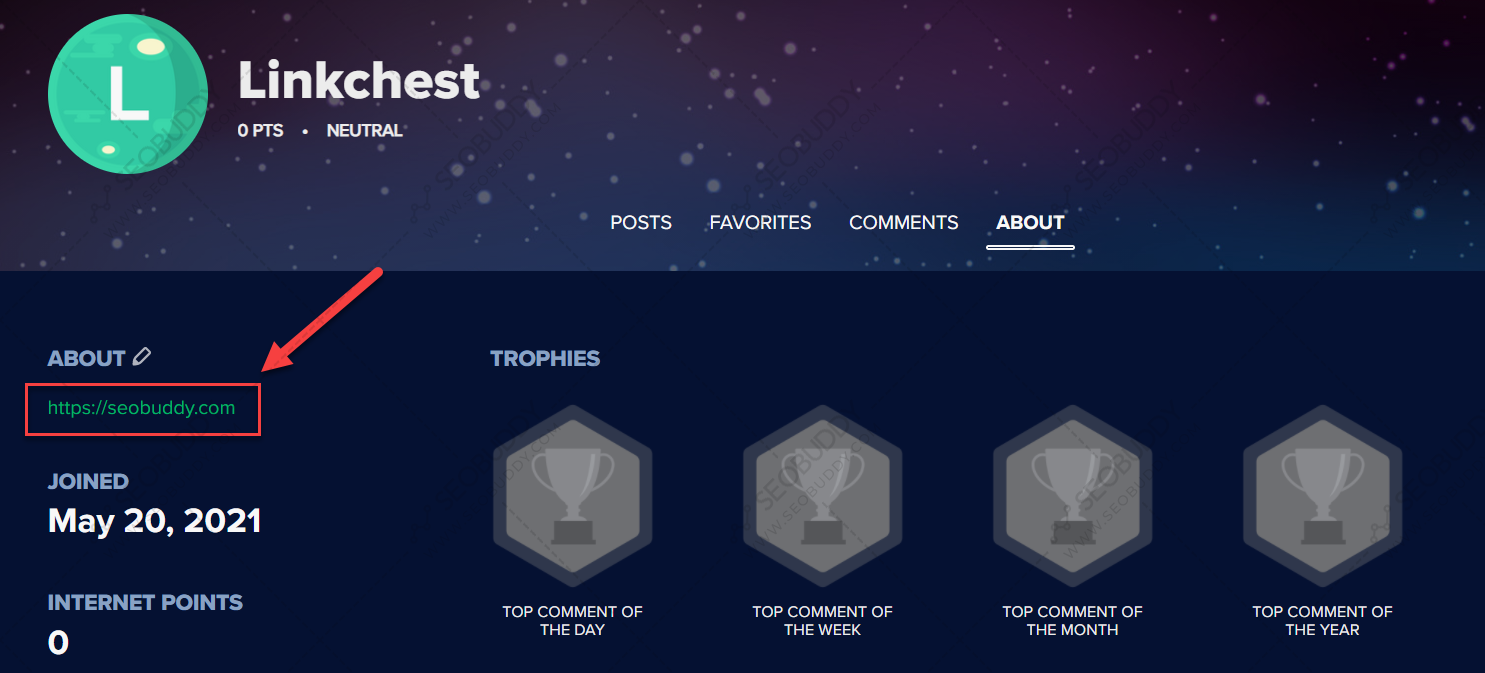 L
Linkchest
0 PTS • NEUTRAL
POSTS FAVORITES COMMENTS ABOUT
ABOUT
https://seobuddy.com
JOINED
May 20, 2021
INTERNET POINTS
0
TROPHIES
TOP COMMENT OF
THE DAY
TOP COMMENT OF
THE WEEK
TOP COMMENT OF
THE MONTH
TOP COMMENT OF
THE YEAR
SEOBUDDY
WWW.SEOBUDDY.COM